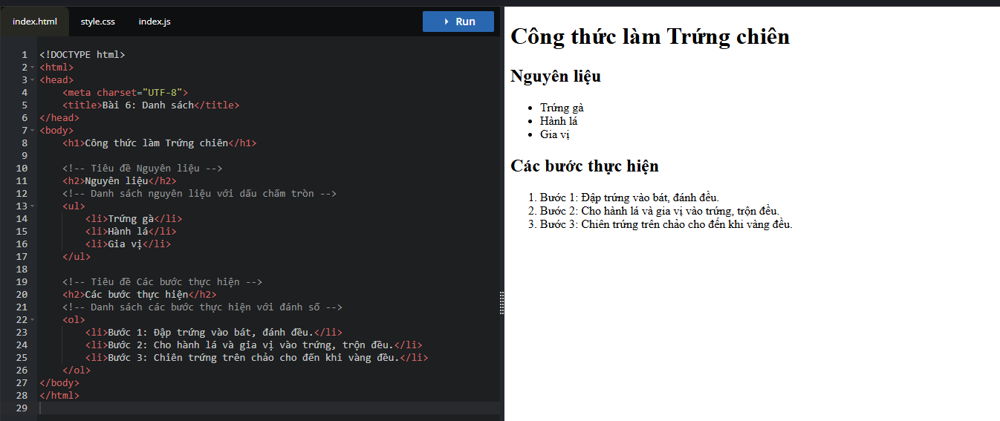 index.html style.css index.js Run
1 <!DOCTYPE html>
2 <html>
3 <head>
4 <meta charset="UTF-8">
5 <title>Bài 6: Danh sách</title>
6 </head>
7 <body>
8 <h1>Công thức làm Trứng chiên</h1>
9
10 <!-- Tiêu đề Nguyên liệu -->
11 <h2>Nguyên liệu</h2>
12 <!-- Danh sách nguyên liệu với dấu chấm tròn -->
13 <ul>
14 <li>Trứng gà</li>
15 <li>Hành lá</li>
16 <li>Gia vị</li>
17 </ul>
18
19 <!-- Tiêu đề Các bước thực hiện -->
20 <h2>Các bước thực hiện</h2>
21 <!-- Danh sách các bước thực hiện với đánh số -->
22 <ol>
23 <li>Bước 1: Đập trứng vào bát, đánh đều.</li>
24 <li>Bước 2: Cho hành lá và gia vị vào trứng, trộn đều.</li>
25 <li>Bước 3: Chiên trứng trên chảo cho đến khi vàng đều.</li>
26 </ol>
27 </body>
28 </html>
29
Công thức làm Trứng chiên
Nguyên liệu
• Trứng gà
• Hành lá
• Gia vị
Các bước thực hiện
1. Bước 1: Đập trứng vào bát, đánh đều.
2. Bước 2: Cho hành lá và gia vị vào trứng, trộn đều.
3. Bước 3: Chiên trứng trên chảo cho đến khi vàng đều.